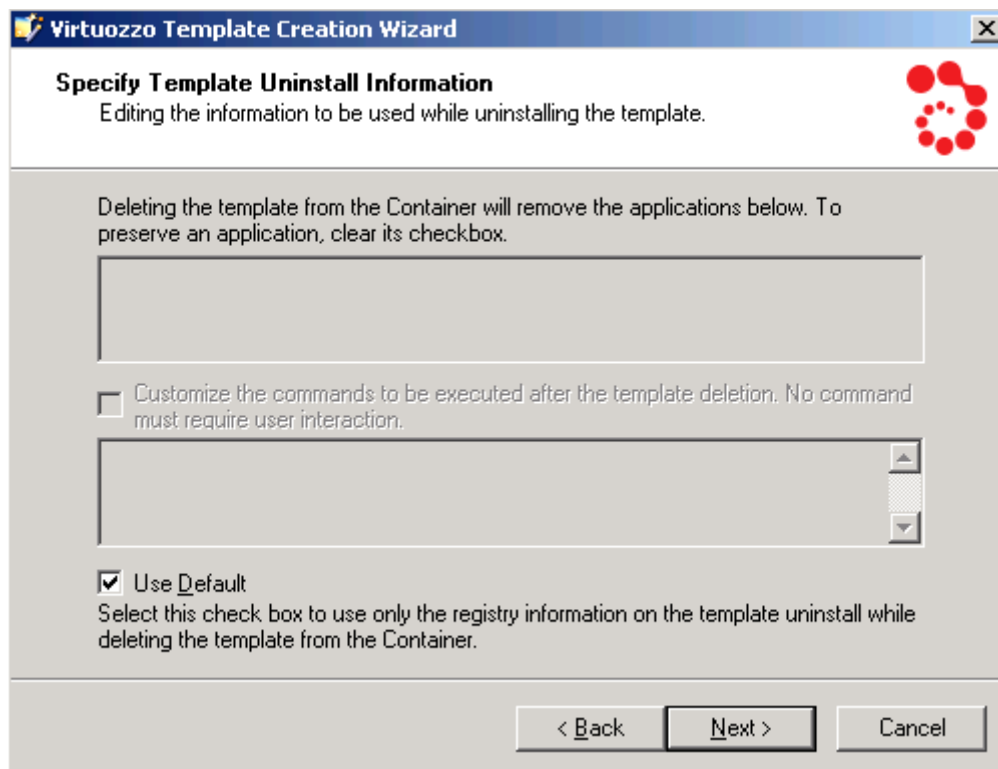 Virtuozzo Template Creation Wizard
Specify Template Uninstall Information
Editing the information to be used while uninstalling the template.
Deleting the template from the Container will remove the applications below. To
preserve an application, clear its checkbox.
Customize the commands to be executed after the template deletion. No command
must require user interaction.
Use Default
Select this check box to use only the registry information on the template uninstall while
deleting the template from the Container.
< Back Next > Cancel